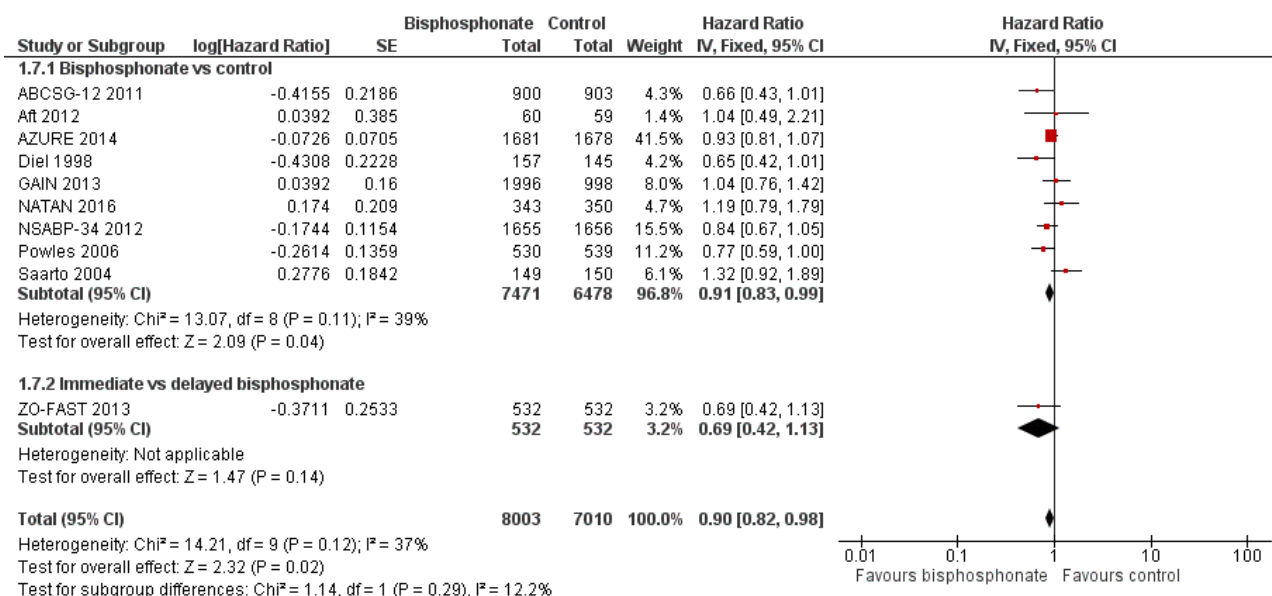 Bisphosphonate Control Hazard Ratio Hazard Ratio
Study or Subgroup log[Hazard Ratio] SE Total Total Weight IV, Fixed, 95% CI IV, Fixed, 95% CI
1.7.1 Bisphosphonate vs control
ABCSG-12 2011 -0.4155 0.2186 900 903 4.3% 0.66 [0.43, 1.01]
Aft 2012 0.0392 0.385 60 59 1.4% 1.04 [0.49, 2.21]
AZURE 2014 -0.0726 0.0705 1681 1678 41.5% 0.93 [0.81, 1.07]
Diel 1998 -0.4308 0.2228 157 145 4.2% 0.65 [0.42, 1.01]
GAIN 2013 0.0392 0.16 1996 998 8.0% 1.04 [0.76, 1.42]
NATAN 2016 0.174 0.209 343 350 4.7% 1.19 [0.79, 1.79]
NSABP-34 2012 -0.1744 0.1154 1655 1656 15.5% 0.84 [0.67, 1.05]
Powles 2006 -0.2614 0.1359 530 539 11.2% 0.77 [0.59, 1.00]
Saarto 2004 0.2776 0.1842 149 150 6.1% 1.32 [0.92, 1.89]
Subtotal (95% CI) 7471 6478 96.8% 0.91 [0.83, 0.99]
Heterogeneity: Chi² = 13.07, df = 8 (P = 0.11); I² = 39%
Test for overall effect: Z = 2.09 (P = 0.04)
1.7.2 Immediate vs delayed bisphosphonate
ZO-FAST 2013 -0.3711 0.2533 532 532 3.2% 0.69 [0.42, 1.13]
Subtotal (95% CI) 532 532 3.2% 0.69 [0.42, 1.13]
Heterogeneity: Not applicable
Test for overall effect: Z = 1.47 (P = 0.14)
Total (95% CI) 8003 7010 100.0% 0.90 [0.82, 0.98]
Heterogeneity: Chi² = 14.21, df = 9 (P = 0.12); I² = 37%
Test for overall effect: Z = 2.32 (P = 0.02)
Test for subgroup differences: Chi² = 1.14, df = 1 (P = 0.29), I² = 12.2%
0.01 0.1 1 10 100
Favours bisphosphonate Favours control